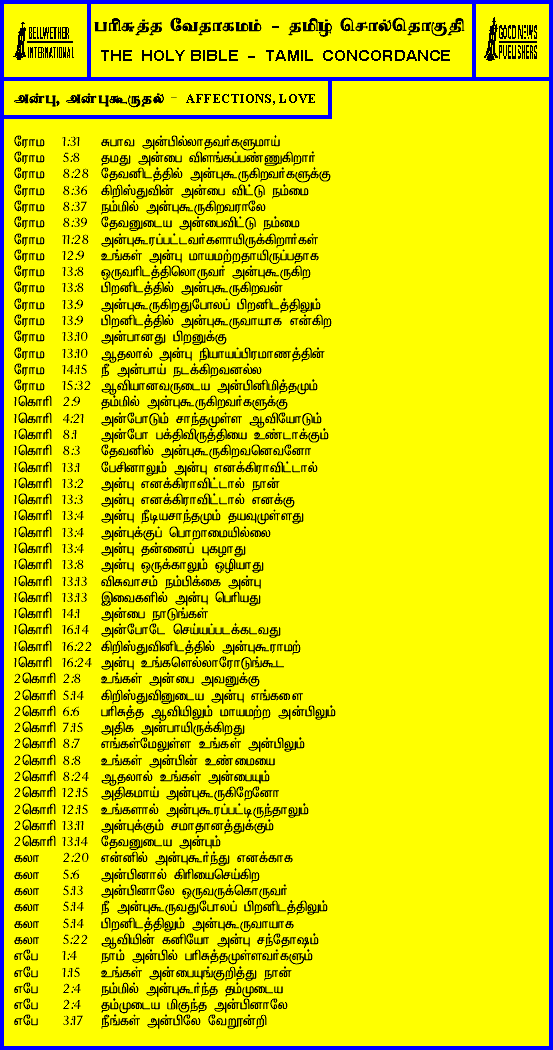 BELLWETHER INTERNATIONAL
பரிசுத்த வேதாகமம் - தமிழ் சொல்தொகுதி
THE HOLY BIBLE - TAMIL CONCORDANCE
GOOD NEWS PUBLISHERS
அன்பு, அன்புகூருதல் - AFFECTIONS, LOVE
ரோம 1:31 சுபாவ அன்பில்லாதவர்களுமாய்
ரோம 5:8 தமது அன்பை விளங்கப்பண்ணுகிறார்
ரோம 8:28 தேவனிடத்தில் அன்புகூருகிறவர்களுக்கு
ரோம 8:36 கிறிஸ்துவின் அன்பை விட்டு நம்மை
ரோம 8:37 நம்மில் அன்புகூருகிறவராலே
ரோம 8:39 தேவனுடைய அன்பைவிட்டு நம்மை
ரோம 11:28 அன்புகூரப்பட்டவர்களாயிருக்கிறார்கள்
ரோம 12:9 உங்கள் அன்பு மாயமற்றதாயிருப்பதாக
ரோம 13:8 ஒருவரிடத்திலொருவர் அன்புகூருகிற
ரோம 13:8 பிறனிடத்தில் அன்புகூருகிறவன்
ரோம 13:9 அன்புகூருகிறதுபோலப் பிறனிடத்திலும்
ரோம 13:9 பிறனிடத்தில் அன்புகூருவாயாக என்கிற
ரோம 13:10 அன்பானது பிறனுக்கு
ரோம 13:10 ஆதலால் அன்பு நியாயப்பிரமாணத்தின்
ரோம 14:15 நீ அன்பாய் நடக்கிறவனல்ல
ரோம 15:32 ஆவியானவருடைய அன்பினிமித்தமும்
1கொரி 2:9 தம்மில் அன்புகூருகிறவர்களுக்கு
1கொரி 4:21 அன்போடும் சாந்தமுள்ள ஆவியோடும்
1கொரி 8:1 அன்போ பக்திவிருத்தியை உண்டாக்கும்
1கொரி 8:3 தேவனில் அன்புகூருகிறவனெவனோ
1கொரி 13:1 பேசினாலும் அன்பு எனக்கிராவிட்டால்
1கொரி 13:2 அன்பு எனக்கிராவிட்டால் நான்
1கொரி 13:3 அன்பு எனக்கிராவிட்டால் எனக்கு
1கொரி 13:4 அன்பு நீடியசாந்தமும் தயவுமுள்ளது
1கொரி 13:4 அன்புக்குப் பொறாமையில்லை
1கொரி 13:4 அன்பு தன்னைப் புகழாது
1கொரி 13:8 அன்பு ஒருக்காலும் ஒழியாது
1கொரி 13:13 விசுவாசம் நம்பிக்கை அன்பு
1கொரி 13:13 இவைகளில் அன்பு பெரியது
1கொரி 14:1 அன்பை நாடுங்கள்
1கொரி 16:14 அன்போடே செய்யப்படக்கடவது
1கொரி 16:22 கிறிஸ்துவினிடத்தில் அன்புகூராமற்
1கொரி 16:24 அன்பு உங்களெல்லாரோடுங்கூட
2கொரி 2:8 உங்கள் அன்பை அவனுக்கு
2கொரி 5:14 கிறிஸ்துவினுடைய அன்பு எங்களை
2கொரி 6:6 பரிசுத்த ஆவியிலும் மாயமற்ற அன்பிலும்
2கொரி 7:15 அதிக அன்பாயிருக்கிறது
2கொரி 8:7 எங்கள்மேலுள்ள உங்கள் அன்பிலும்
2கொரி 8:8 உங்கள் அன்பின் உண்மையை
2கொரி 8:24 ஆதலால் உங்கள் அன்பையும்
2கொரி 12:15 அதிகமாய் அன்புகூருகிறேனோ
2கொரி 12:15 உங்களால் அன்புகூரப்பட்டிருந்தாலும்
2கொரி 13:11 அன்புக்கும் சமாதானத்துக்கும்
2கொரி 13:14 தேவனுடைய அன்பும்
கலா 2:20 என்னில் அன்புகூர்ந்து எனக்காக
கலா 5:6 அன்பினால் கிரியைசெய்கிற
கலா 5:13 அன்பினாலே ஒருவருக்கொருவர்
கலா 5:14 நீ அன்புகூருவதுபோலப் பிறனிடத்திலும்
கலா 5:14 பிறனிடத்திலும் அன்புகூருவாயாக
கலா 5:22 ஆவியின் கனியோ அன்பு சந்தோஷம்
எபே 1:4 நாம் அன்பில் பரிசுத்தமுள்ளவர்களும்
எபே 1:15 உங்கள் அன்பையுங்குறித்து நான்
எபே 2:4 நம்மில் அன்புகூர்ந்த தம்முடைய
எபே 2:4 தம்முடைய மிகுந்த அன்பினாலே
எபே 3:17 நீங்கள் அன்பிலே வேறூன்றி